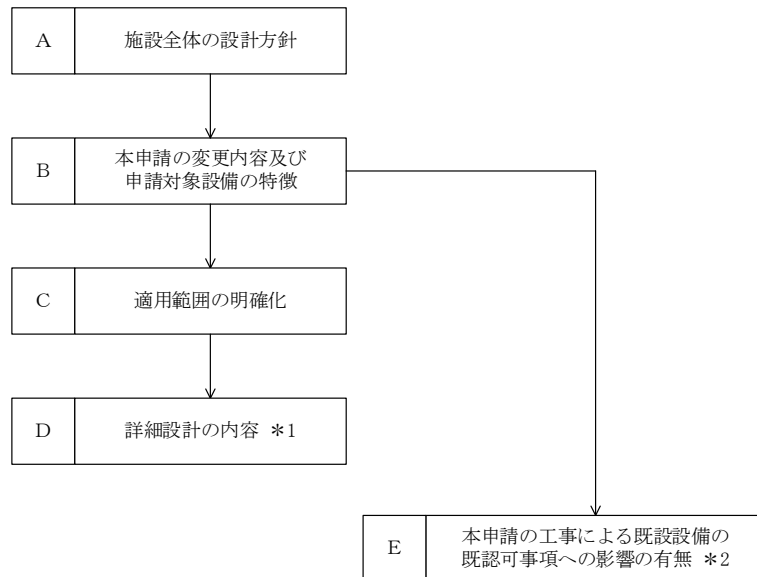 A 施設全体の設計方針
B 本申請の変更内容及び
申請対象設備の特徴
C 適用範囲の明確化
D 詳細設計の内容 *1
E 本申請の工事による既設設備の
既認可事項への影響の有無 *2